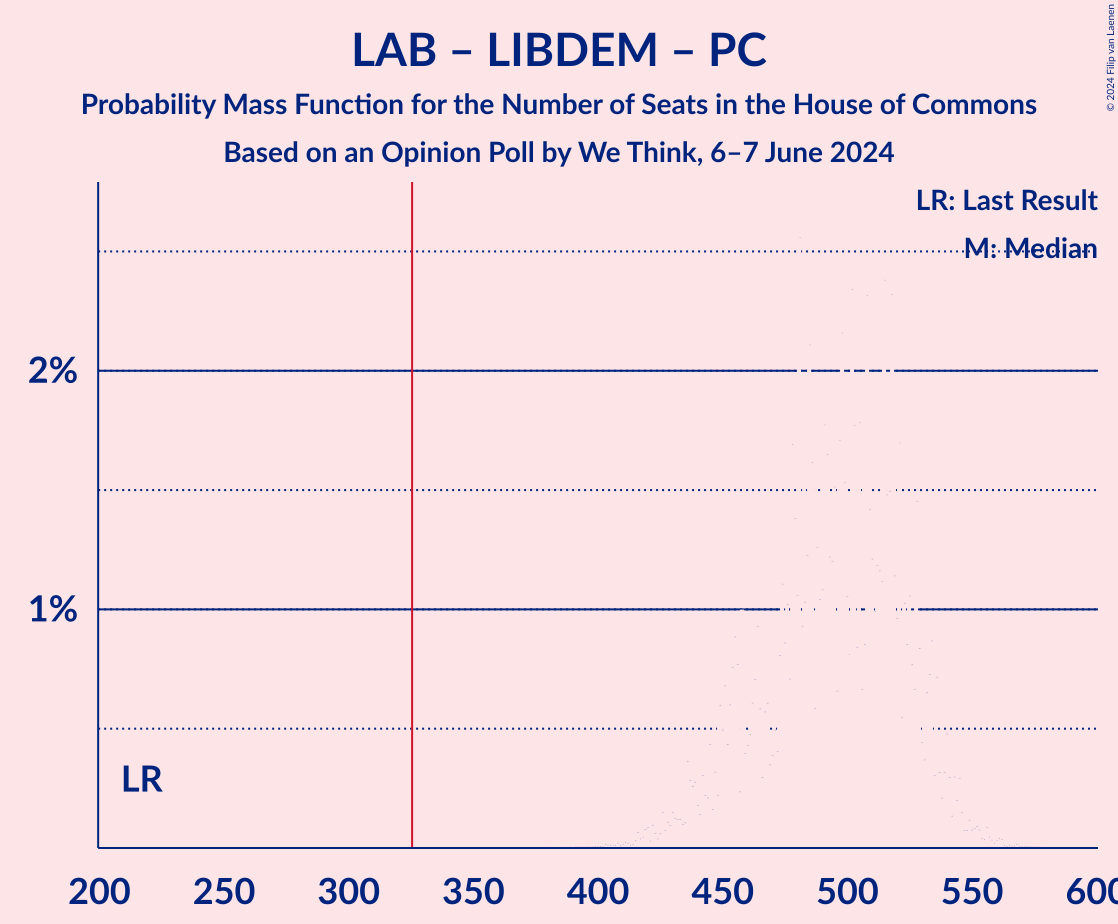 LAB – LIBDEM – PC
Probability Mass Function for the Number of Seats in the House of Commons
Based on an Opinion Poll by We Think, 6–7 June 2024
© 2024 Filip van Laenen
LR: Last Result
M: Median
2%
1%
LR
200 250 300 350 400 450 500 550 600